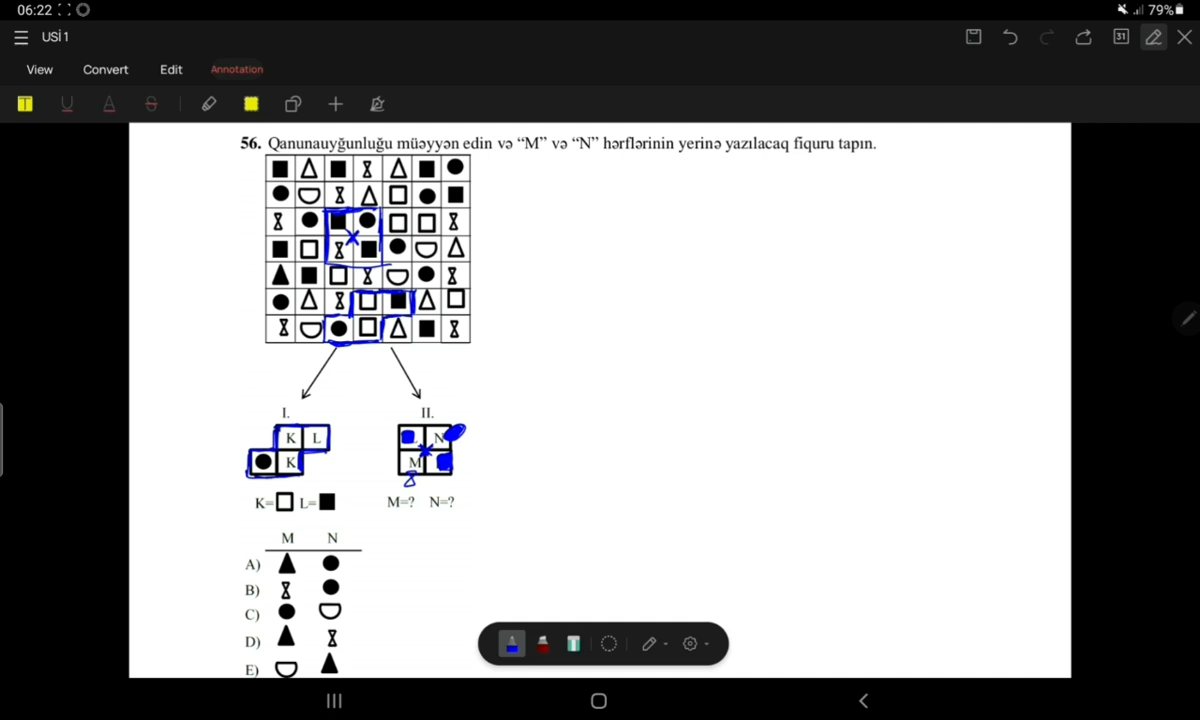 06:22 79%
USİ 1 31
View Convert Edit Annotation
T U A S
56. Qanunauyğunluğu müəyyən edin və “M” və “N” hərflərinin yerinə yazılacaq fiquru tapın.
I. II.
K L N
K M
K= L= M=? N=?
M N
A)
B)
C)
D)
E)